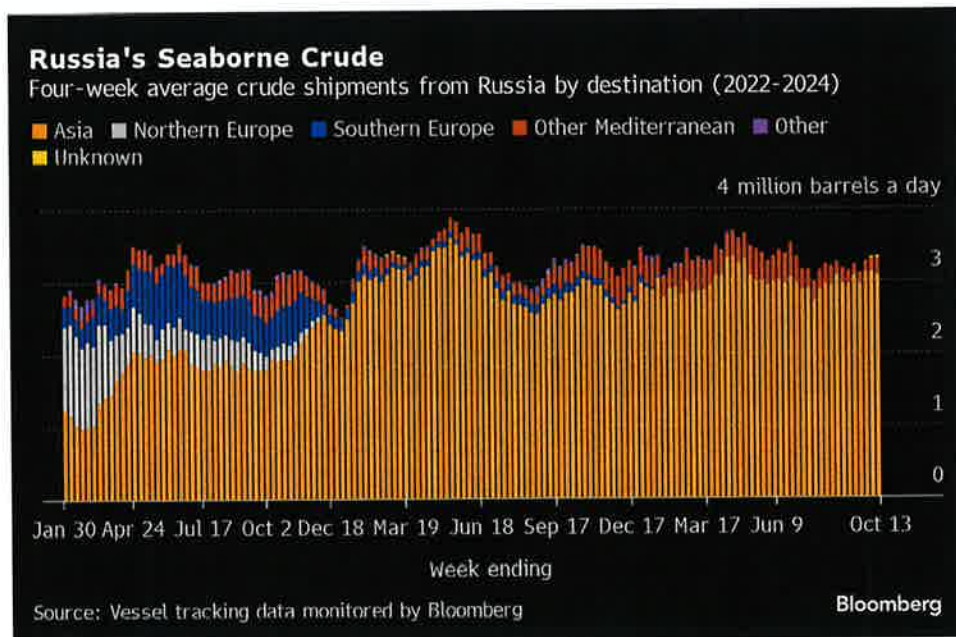 Russia's Seaborne Crude
Four-week average crude shipments from Russia by destination (2022-2024)
Asia Northern Europe Southern Europe Other Mediterranean Other
Unknown
4 million barrels a day
3
2
1
0
Jan 30 Apr 24 Jul 17 Oct 2 Dec 18 Mar 19 Jun 18 Sep 17 Dec 17 Mar 17 Jun 9 Oct 13
Week ending
Source: Vessel tracking data monitored by Bloomberg
Bloomberg